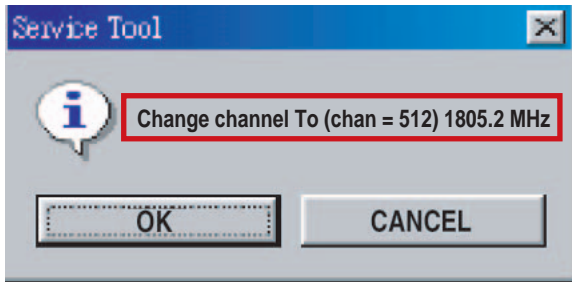 Service Tool
Change channel To (chan = 512) 1805.2 MHz
OK
CANCEL